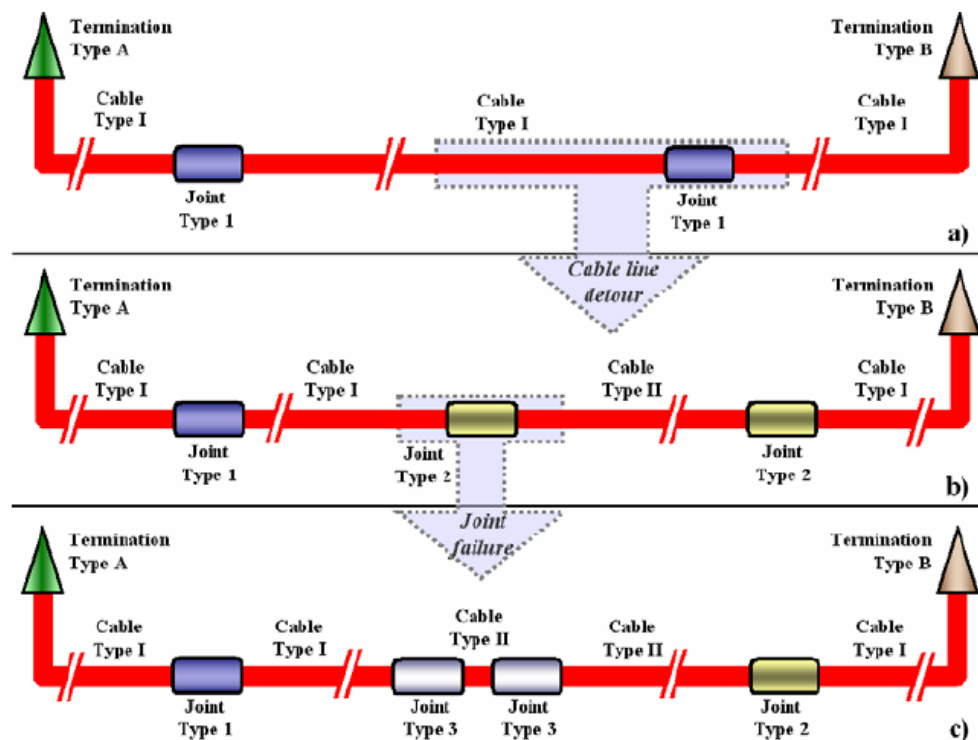 Termination
Type A
Termination
Type B
Cable
Type I
Cable
Type I
Cable
Type I
Joint
Type 1
Joint
Type 1
a)
Cable line
detour
Termination
Type A
Termination
Type B
Cable
Type I
Cable
Type I
Cable
Type II
Cable
Type I
Joint
Type 1
Joint
Type 2
Joint
Type 2
b)
Joint
failure
Termination
Type A
Termination
Type B
Cable
Type I
Cable
Type I
Cable
Type II
Cable
Type II
Cable
Type I
Joint
Type 1
Joint
Type 3
Joint
Type 3
Joint
Type 2
c)